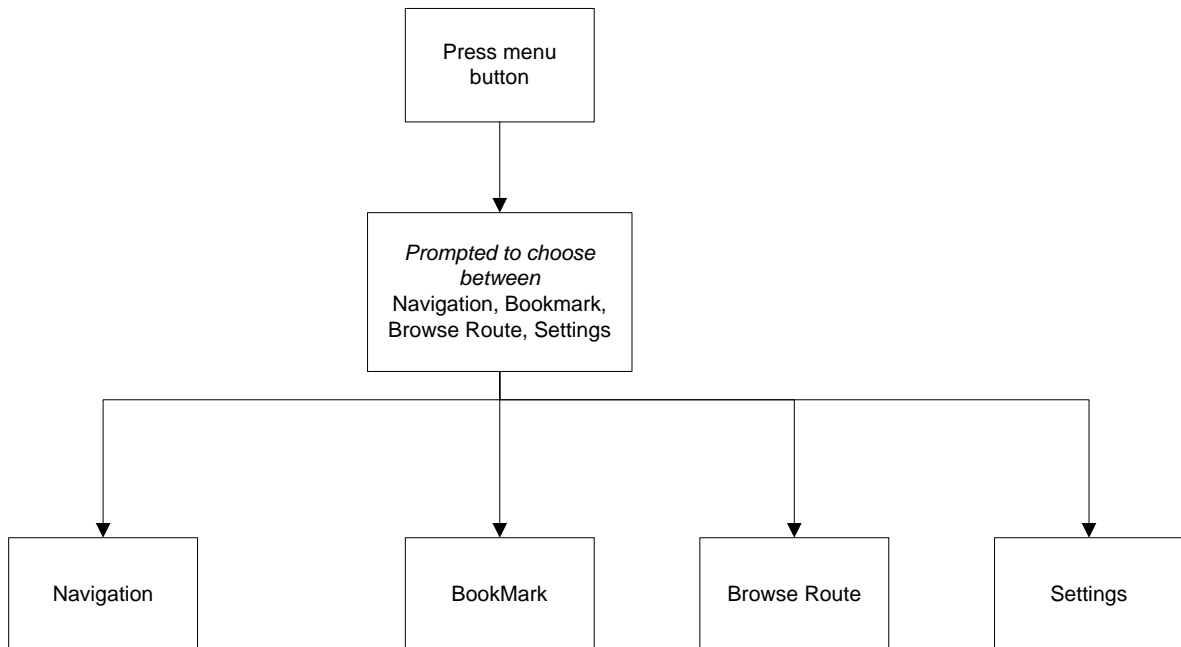 Press menu
button
Prompted to choose
between
Navigation, Bookmark,
Browse Route, Settings
Navigation
BookMark
Browse Route
Settings